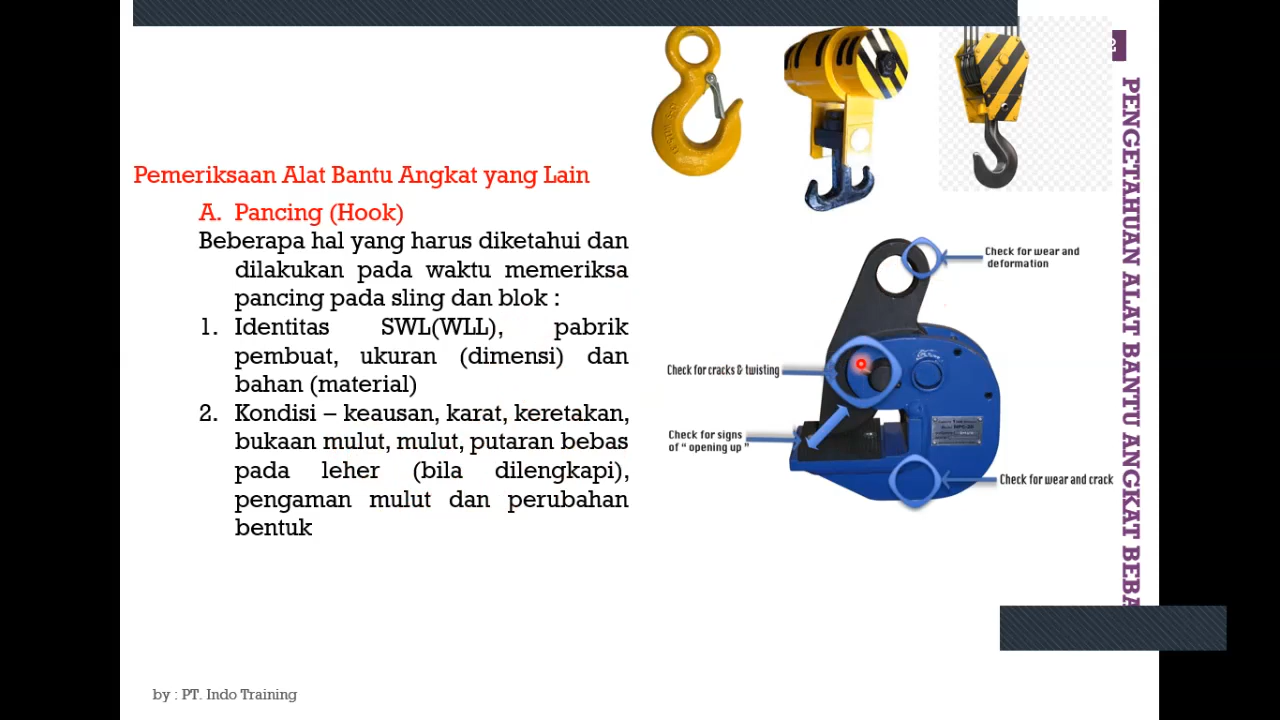 Pemeriksaan Alat Bantu Angkat yang Lain
A. Pancing (Hook)
Beberapa hal yang harus diketahui dan
dilakukan pada waktu memeriksa
pancing pada sling dan blok :
1. Identitas SWL(WLL), pabrik
pembuat, ukuran (dimensi) dan
bahan (material)
2. Kondisi – keausan, karat, keretakan,
bukaan mulut, mulut, putaran bebas
pada leher (bila dilengkapi),
pengaman mulut dan perubahan
bentuk
Check for wear and
deformation
Check for cracks & twisting
Check for signs
of “ opening up ”
Check for wear and crack
PENGETAHUAN ALAT BANTU ANGKAT BEBA
by : PT. Indo Training